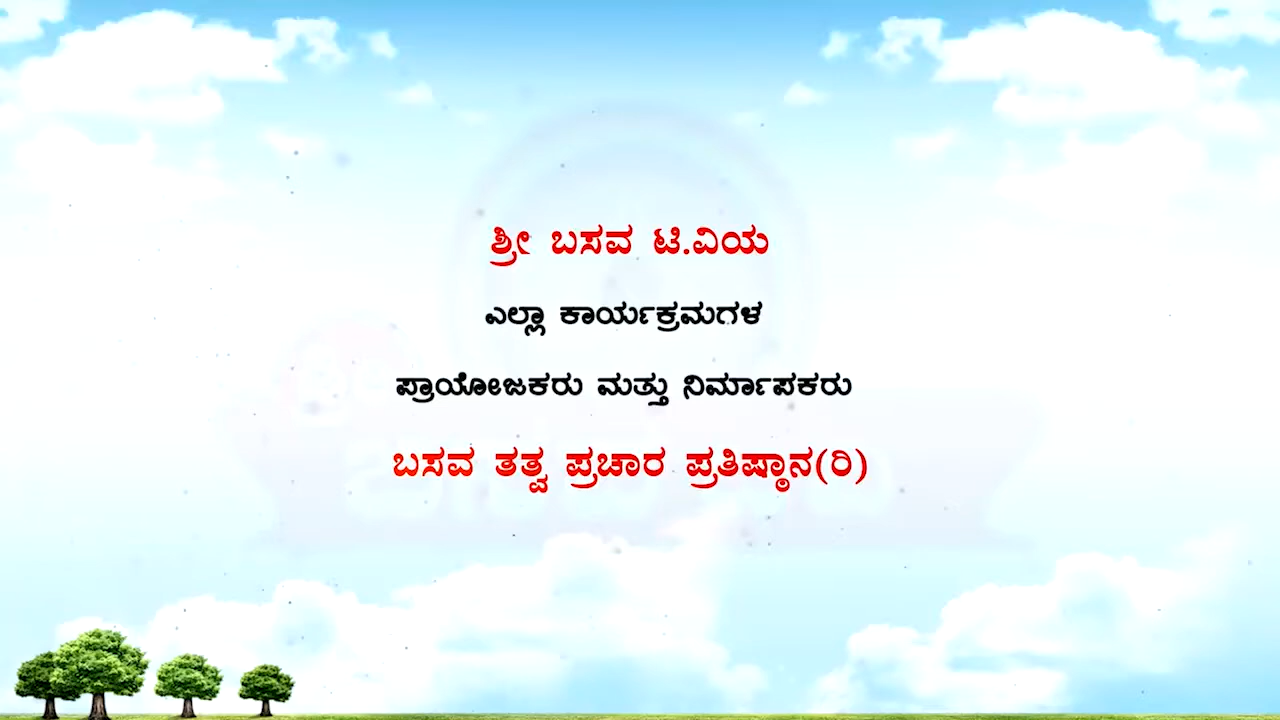 ಶ್ರೀ ಬಸವ ಟಿ.ವಿಯ
ಎಲ್ಲಾ ಕಾರ್ಯಕ್ರಮಗಳ
ಪ್ರಾಯೋಜಕರು ಮತ್ತು ನಿರ್ಮಾಪಕರು
ಬಸವ ತತ್ವ ಪ್ರಚಾರ ಪ್ರತಿಷ್ಠಾನ(ರಿ)